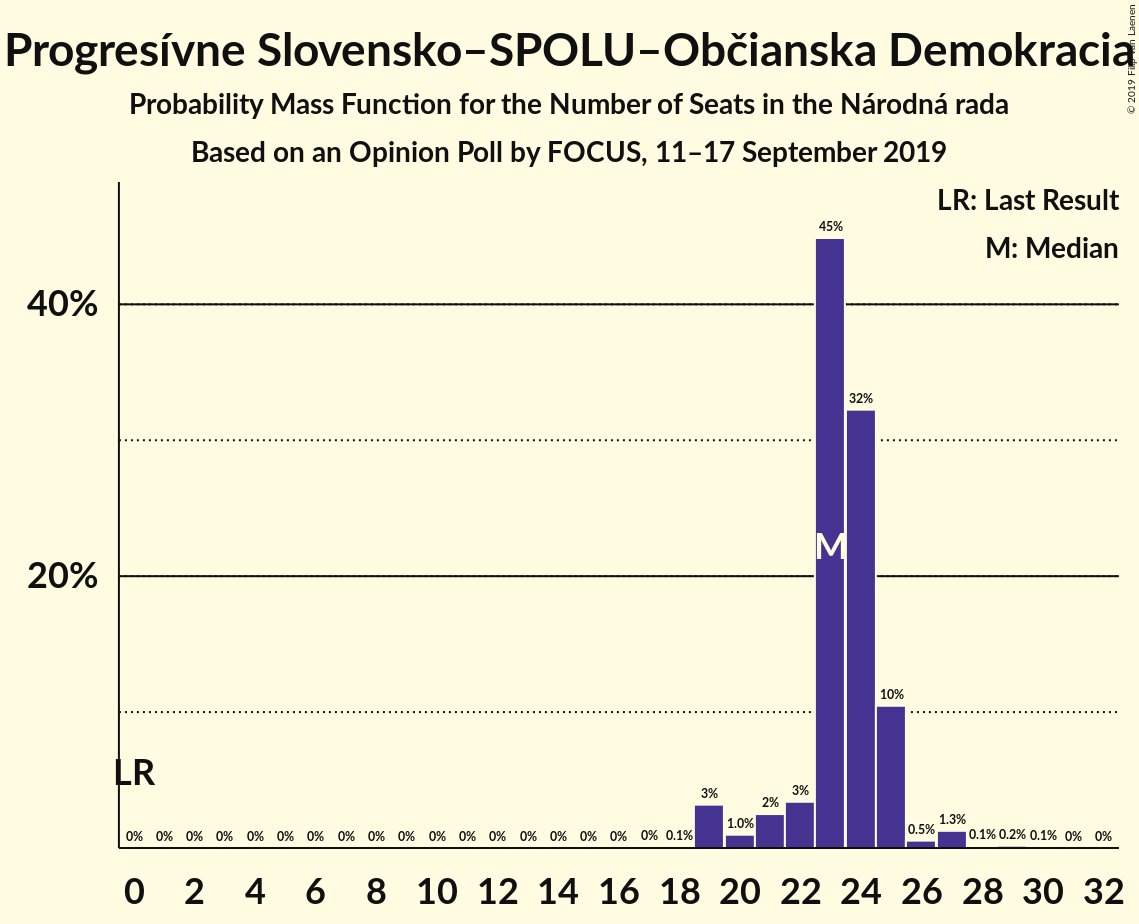 Progresívne Slovensko–SPOLU–Občianska Demokracia
© 2019 Filip van Laenen
Probability Mass Function for the Number of Seats in the Národná rada
Based on an Opinion Poll by FOCUS, 11–17 September 2019
LR: Last Result
M: Median
45%
40%
32%
M
20%
10%
LR
3% 1.0% 2% 3% 0.5% 1.3%
0% 0% 0% 0% 0% 0% 0% 0% 0% 0% 0% 0% 0% 0% 0% 0% 0% 0% 0.1% 0.1% 0.2% 0.1% 0% 0%
0 2 4 6 8 10 12 14 16 18 20 22 24 26 28 30 32